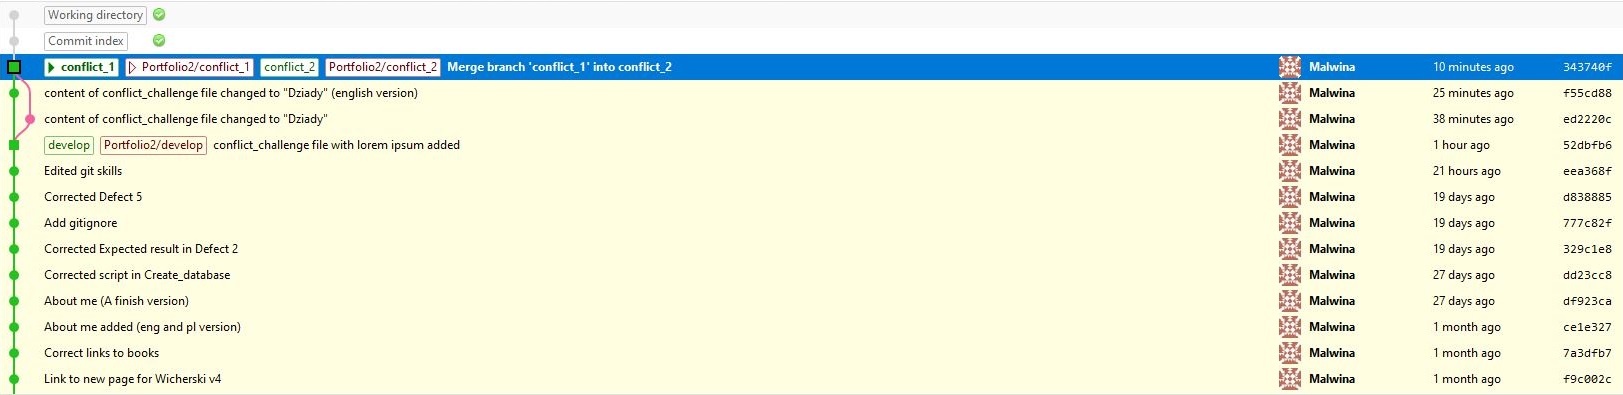 Working directory
Commit index
conflict_1 Portfolio2/conflict_1 conflict_2 Portfolio2/conflict_2 Merge branch 'conflict_1' into conflict_2 Malwina 10 minutes ago 343740f
content of conflict_challenge file changed to "Dziady" (english version) Malwina 25 minutes ago f55cd88
content of conflict_challenge file changed to "Dziady" Malwina 38 minutes ago ed2220c
develop Portfolio2/develop conflict_challenge file with lorem ipsum added Malwina 1 hour ago 52dbfb6
Edited git skills Malwina 21 hours ago eea368f
Corrected Defect 5 Malwina 19 days ago d838885
Add gitignore Malwina 19 days ago 777c82f
Corrected Expected result in Defect 2 Malwina 19 days ago 329c1e8
Corrected script in Create_database Malwina 27 days ago dd23cc8
About me (A finish version) Malwina 27 days ago df923ca
About me added (eng and pl version) Malwina 1 month ago ce1e327
Correct links to books Malwina 1 month ago 7a3dfb7
Link to new page for Wicherski v4 Malwina 1 month ago f9c002c